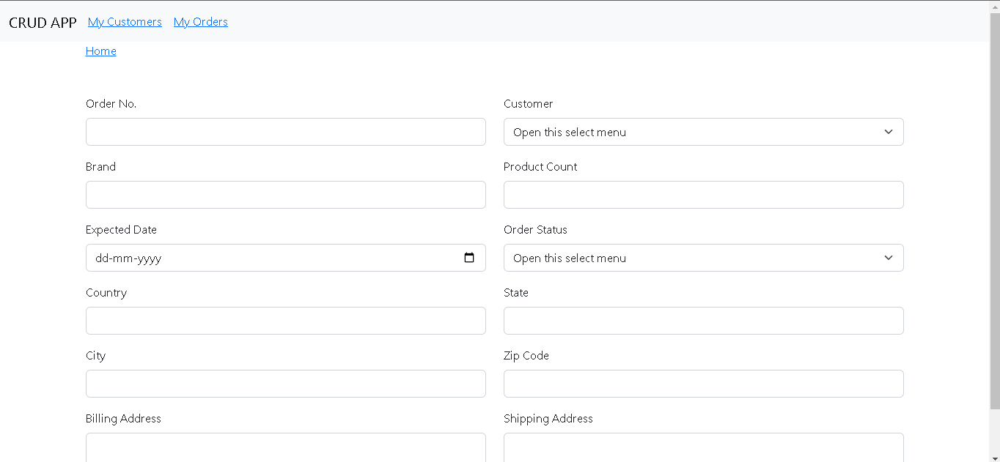 CRUD APP My Customers My Orders
Home
Order No. Customer
Open this select menu
Brand Product Count
Expected Date Order Status
dd-mm-yyyy Open this select menu
Country State
City Zip Code
Billing Address Shipping Address